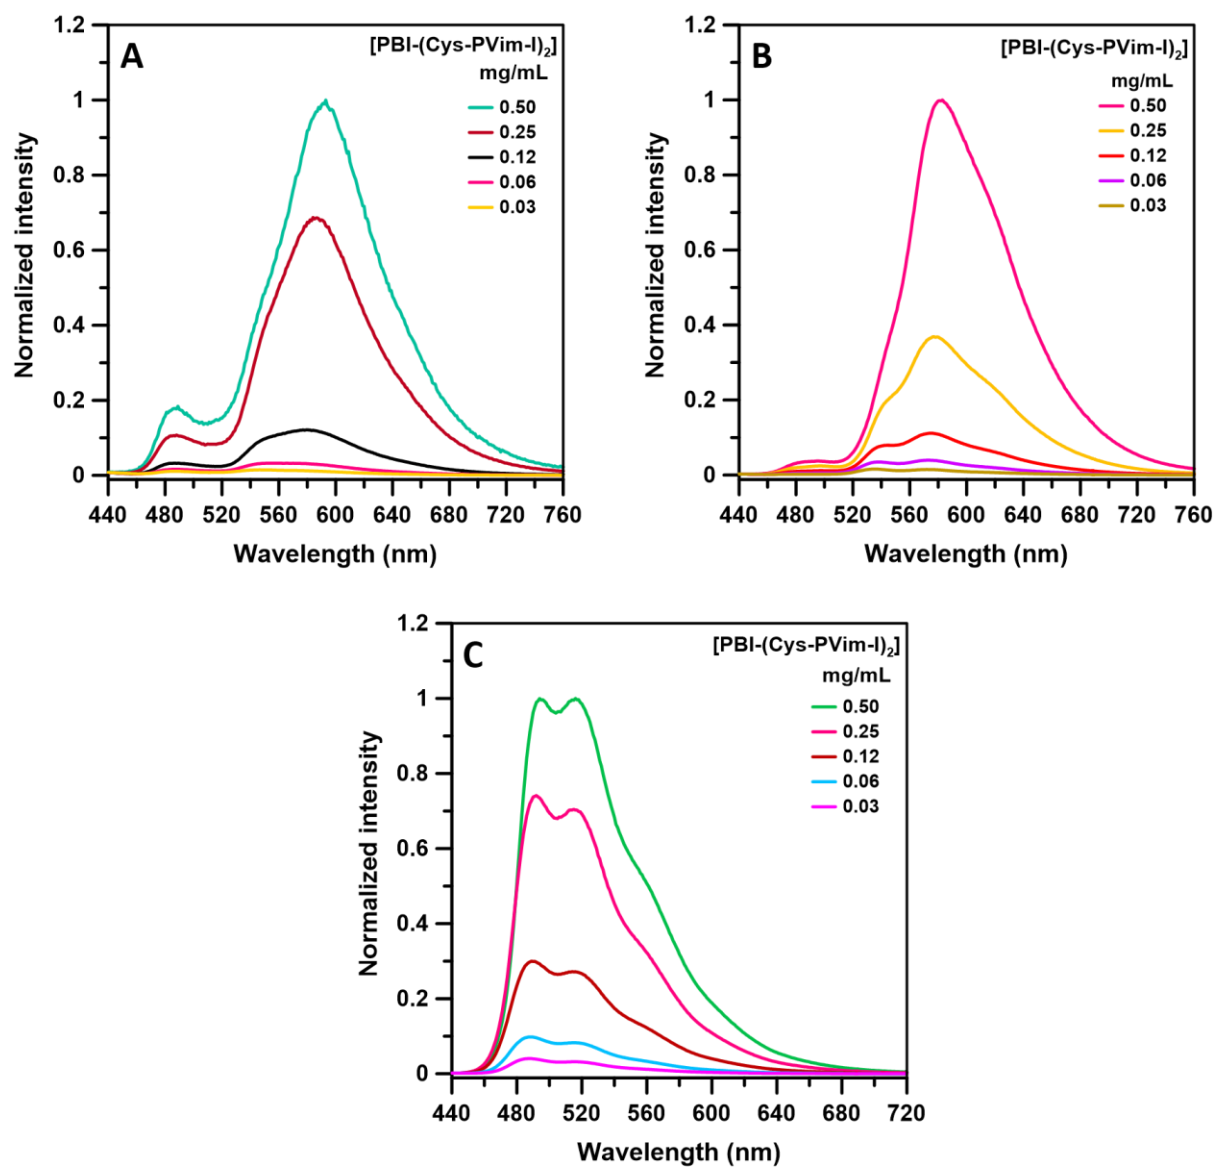 A
[PBI-(Cys-PVim-I)₂]
mg/mL
0.50
0.25
0.12
0.06
0.03
1.2
1
0.8
0.6
0.4
0.2
0
Normalized intensity
440 480 520 560 600 640 680 720 760
Wavelength (nm)
B
[PBI-(Cys-PVim-I)₂]
mg/mL
0.50
0.25
0.12
0.06
0.03
1.2
1
0.8
0.6
0.4
0.2
0
Normalized intensity
440 480 520 560 600 640 680 720 760
Wavelength (nm)
C
[PBI-(Cys-PVim-I)₂]
mg/mL
0.50
0.25
0.12
0.06
0.03
1.2
1
0.8
0.6
0.4
0.2
0
Normalized intensity
440 480 520 560 600 640 680 720
Wavelength (nm)